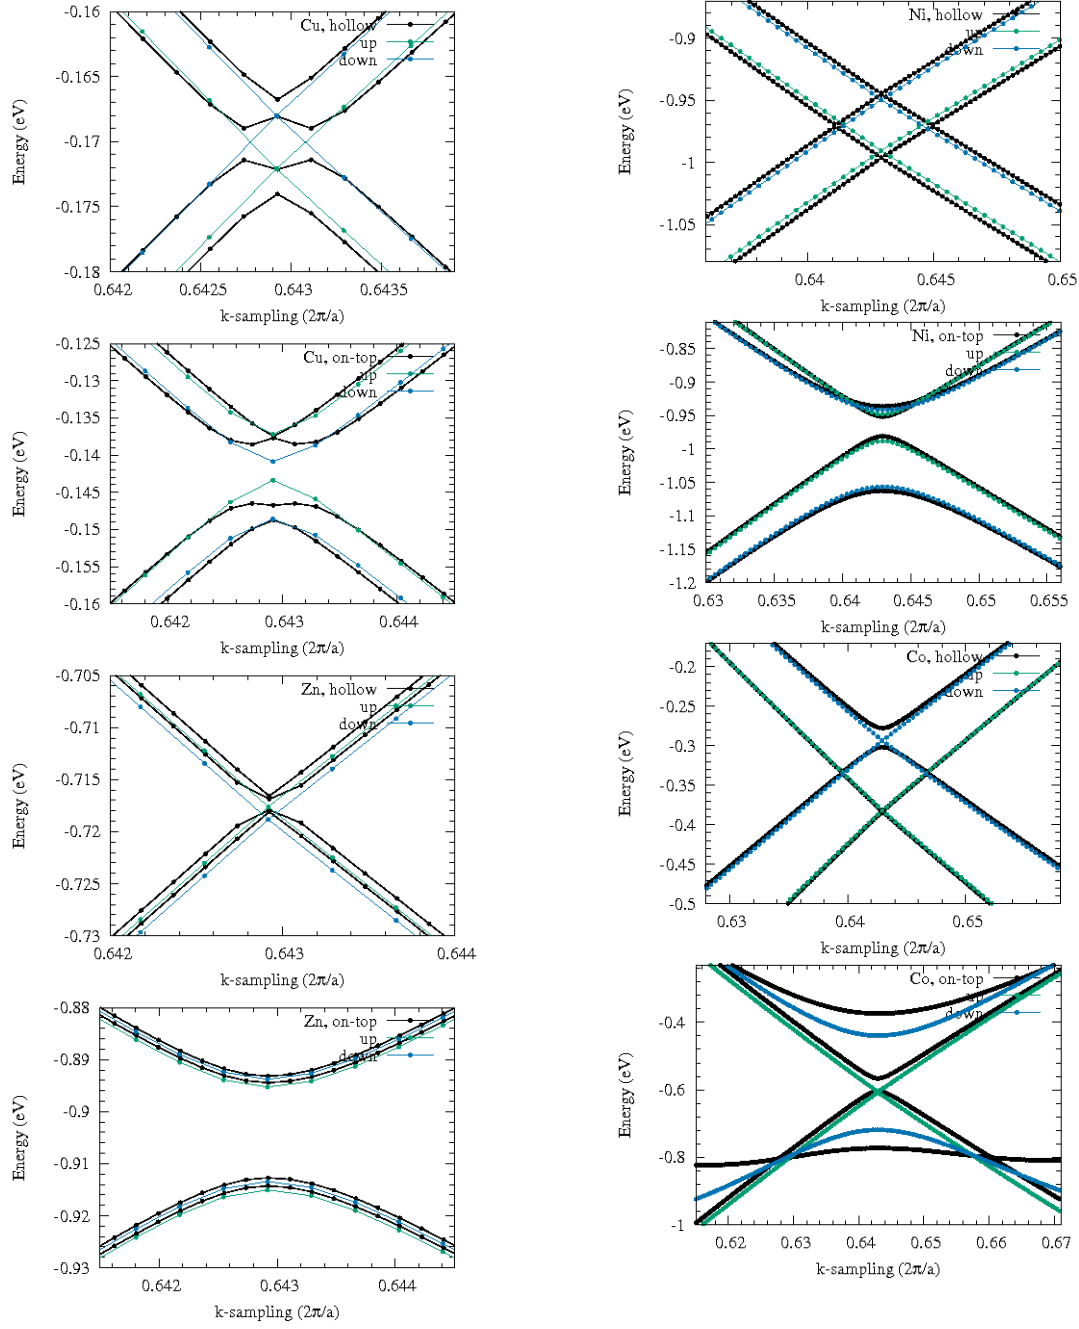 -0.16
-0.165
-0.17
-0.175
-0.18
0.642
0.6425
0.643
0.6435
Energy (eV)
k-sampling (2π/a)
Cu, hollow
up
down
-0.9
-0.95
-1
-1.05
0.64
0.645
0.65
Energy (eV)
k-sampling (2π/a)
Ni, hollow
up
down
-0.125
-0.13
-0.135
-0.14
-0.145
-0.15
-0.155
-0.16
0.642
0.643
0.644
Energy (eV)
k-sampling (2π/a)
Cu, on-top
up
down
-0.85
-0.9
-0.95
-1
-1.05
-1.1
-1.15
-1.2
0.63
0.635
0.64
0.645
0.65
0.655
Energy (eV)
k-sampling (2π/a)
Ni, on-top
up
down
-0.705
-0.71
-0.715
-0.72
-0.725
-0.73
0.642
0.643
0.644
Energy (eV)
k-sampling (2π/a)
Zn, hollow
up
down
-0.2
-0.25
-0.3
-0.35
-0.4
-0.45
-0.5
0.63
0.64
0.65
Energy (eV)
k-sampling (2π/a)
Co, hollow
up
down
-0.88
-0.89
-0.9
-0.91
-0.92
-0.93
0.642
0.643
0.644
Energy (eV)
k-sampling (2π/a)
Zn, on-top
up
down
-0.4
-0.6
-0.8
-1
0.62
0.63
0.64
0.65
0.66
0.67
Energy (eV)
k-sampling (2π/a)
Co, on-top
up
down